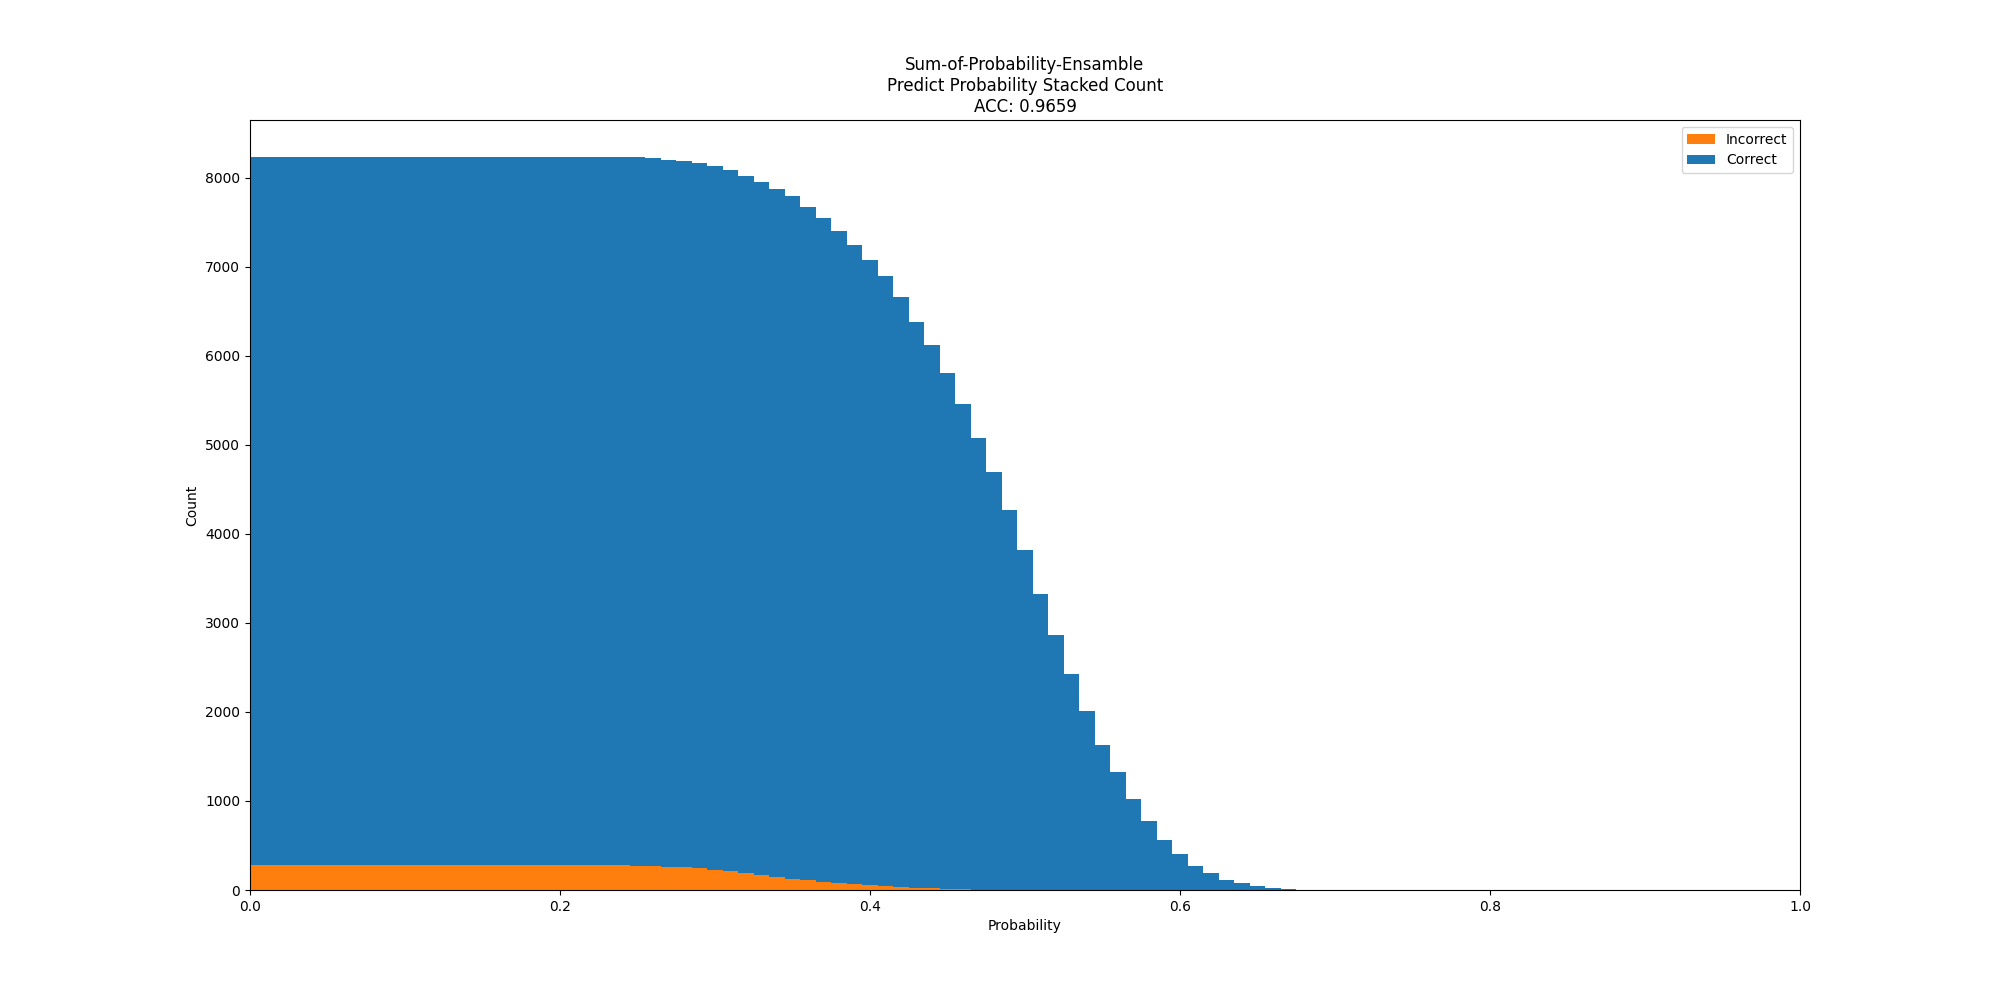 Sum-of-Probability-Ensamble
Predict Probability Stacked Count
ACC: 0.9659
Incorrect
Correct
8000
7000
6000
5000
4000
3000
2000
1000
0
Count
0.0 0.2 0.4 0.6 0.8 1.0
Probability